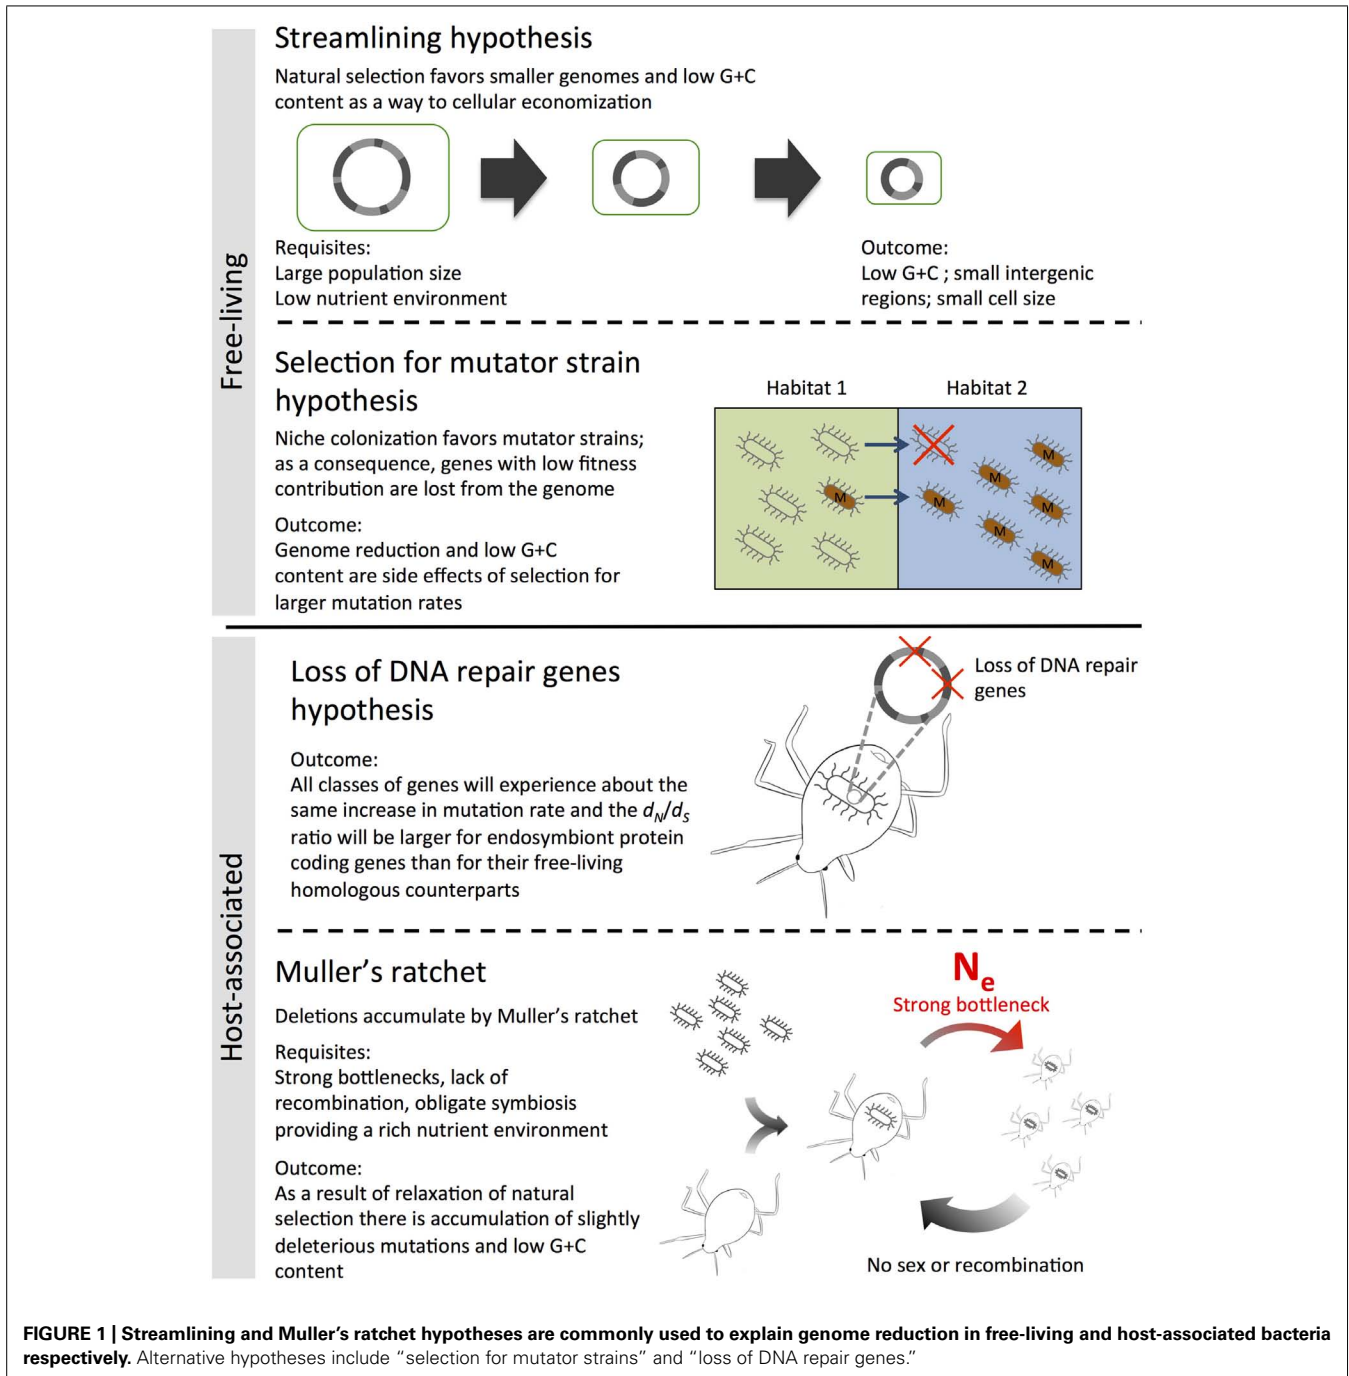 Free-living
Streamlining hypothesis
Natural selection favors smaller genomes and low G+C
content as a way to cellular economization
Requisites:
Large population size
Low nutrient environment
Outcome:
Low G+C ; small intergenic
regions; small cell size
Selection for mutator strain
hypothesis
Niche colonization favors mutator strains;
as a consequence, genes with low fitness
contribution are lost from the genome
Outcome:
Genome reduction and low G+C
content are side effects of selection for
larger mutation rates
Habitat 1
Habitat 2
M
M
M
M
M
M
M
Host-associated
Loss of DNA repair genes
hypothesis
Outcome:
All classes of genes will experience about the
same increase in mutation rate and the dN/dS
ratio will be larger for endosymbiont protein
coding genes than for their free-living
homologous counterparts
Loss of DNA repair
genes
Muller’s ratchet
Deletions accumulate by Muller’s ratchet
Requisites:
Strong bottlenecks, lack of
recombination, obligate symbiosis
providing a rich nutrient environment
Outcome:
As a result of relaxation of natural
selection there is accumulation of slightly
deleterious mutations and low G+C
content
Ne
Strong bottleneck
No sex or recombination
FIGURE 1 | Streamlining and Muller’s ratchet hypotheses are commonly used to explain genome reduction in free-living and host-associated bacteria
respectively. Alternative hypotheses include “selection for mutator strains” and “loss of DNA repair genes.”